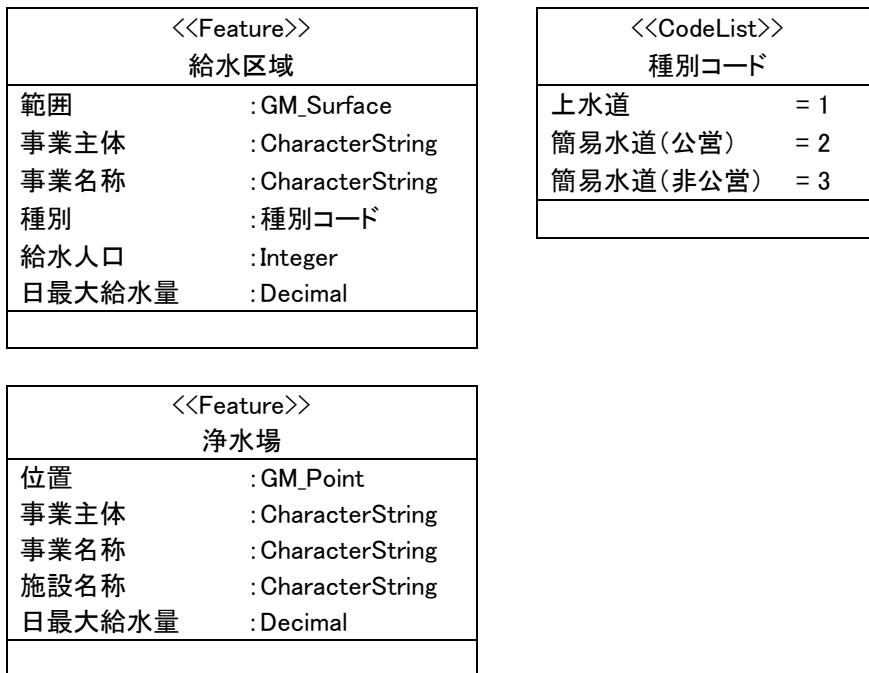 <<Feature>>
給水区域
範囲 :GM_Surface
事業主体 :CharacterString
事業名称 :CharacterString
種別 :種別コード
給水人口 :Integer
日最大給水量 :Decimal
<<CodeList>>
種別コード
上水道 = 1
簡易水道(公営) = 2
簡易水道(非公営) = 3
<<Feature>>
浄水場
位置 :GM_Point
事業主体 :CharacterString
事業名称 :CharacterString
施設名称 :CharacterString
日最大給水量 :Decimal